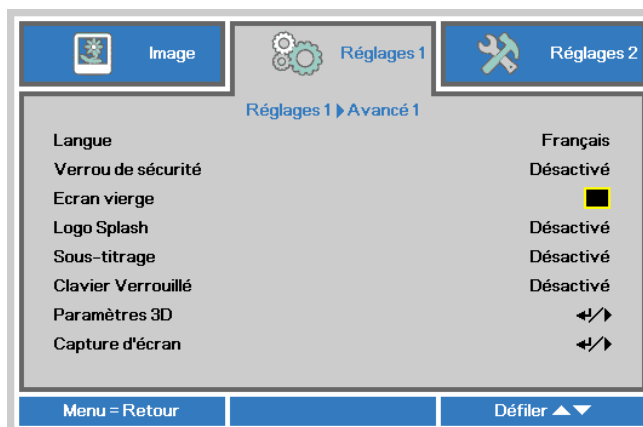 Image
Réglages 1
Réglages 2
Réglages 1 Avancé 1
Langue Français
Verrou de sécurité Désactivé
Ecran vierge
Logo Splash Désactivé
Sous-titrage Désactivé
Clavier Verrouillé Désactivé
Paramètres 3D
Capture d'écran
Menu = Retour
Défiler